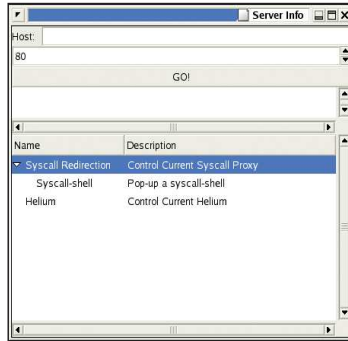 Server Info
Host:
80
GO!
Name Description
Syscall Redirection Control Current Syscall Proxy
Syscall-shell Pop-up a syscall-shell
Helium Control Current Helium